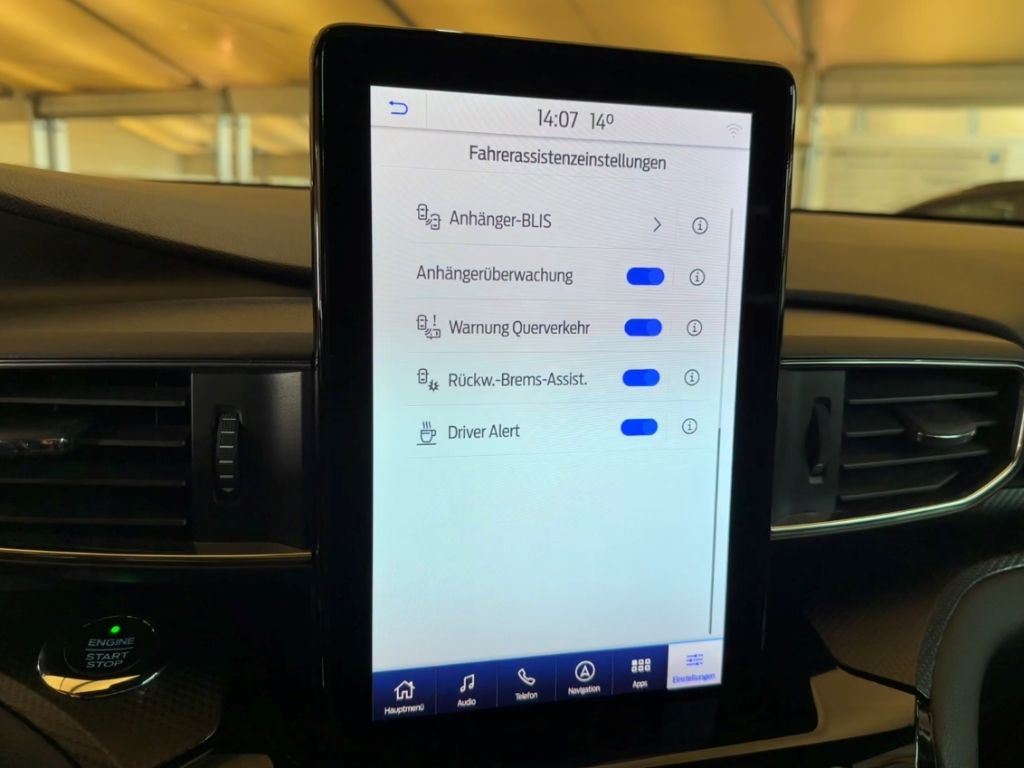 14:07 14°
Fahrerassistenzeinstellungen
Anhänger-BLIS
Anhängerüberwachung
Warnung Querverkehr
Rückw.-Brems-Assist.
Driver Alert
Hauptmenü
Audio
Telefon
Navigation
Apps
Einstellungen
ENGINE
START
STOP